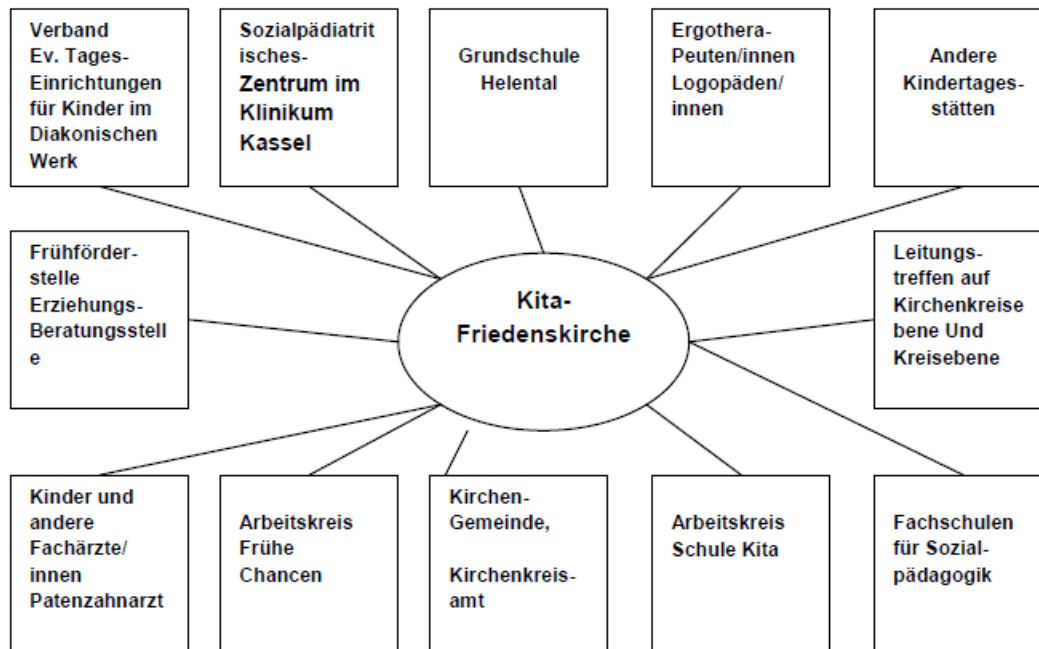 Verband
Ev. Tages-
Einrichtungen
für Kinder im
Diakonischen
Werk
Sozialpädiatrit
isches-
Zentrum im
Klinikum
Kassel
Grundschule
Helental
Ergothera-
Peuten/innen
Logopäden/
innen
Andere
Kindertages-
stätten
Frühförder-
stelle
Erziehungs-
Beratungsstell
e
Kita-
Friedenskirche
Leitungs-
treffen auf
Kirchenkreise
bene Und
Kreisebene
Kinder und
andere
Fachärzte/
innen
Patenzahnarzt
Arbeitskreis
Frühe
Chancen
Kirchen-
Gemeinde,
Kirchenkreis-
amt
Arbeitskreis
Schule Kita
Fachschulen
für Sozial-
pädagogik